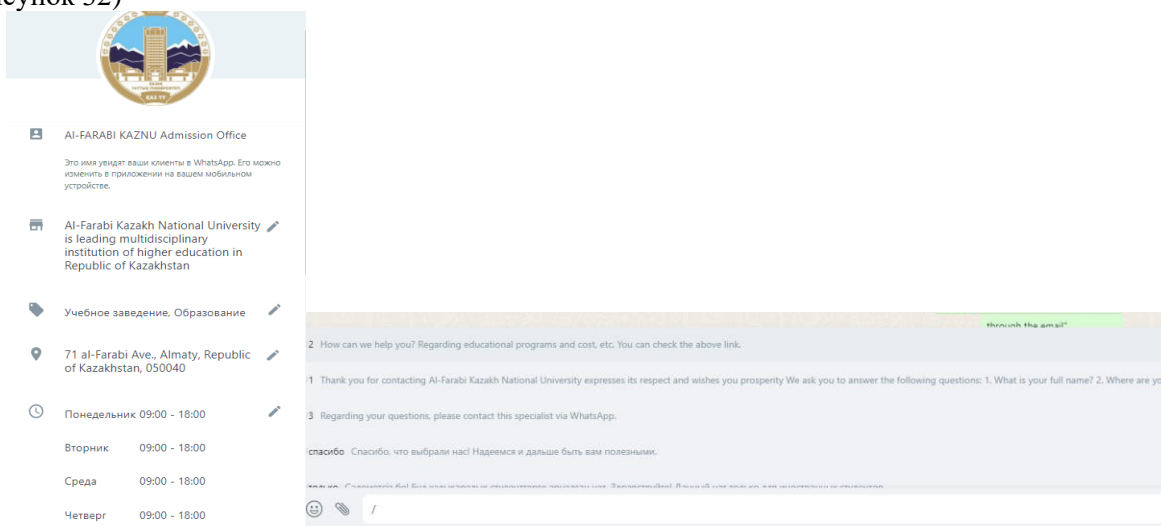 32)
ҚАЗҰУ
AI-FARABI KAZNU Admission Office
Это имя увидят ваши клиенты в WhatsApp. Его можно
изменить в приложении на вашем мобильном
устройстве.
Al-Farabi Kazakh National University
is leading multidisciplinary
institution of higher education in
Republic of Kazakhstan
Учебное заведение, Образование
71 al-Farabi Ave., Almaty, Republic
of Kazakhstan, 050040
Понедельник 09:00 - 18:00
Вторник 09:00 - 18:00
Среда 09:00 - 18:00
Четверг 09:00 - 18:00
through the email"
2 How can we help you? Regarding educational programs and cost, etc. You can check the above link.
1 Thank you for contacting Al-Farabi Kazakh National University expresses its respect and wishes you prosperity We ask you to answer the following questions: 1. What is your full name? 2. Where are
3 Regarding your questions, please contact this specialist via WhatsApp.
спасибо Спасибо, что выбрали нас! Надеемся и дальше быть вам полезными.
/